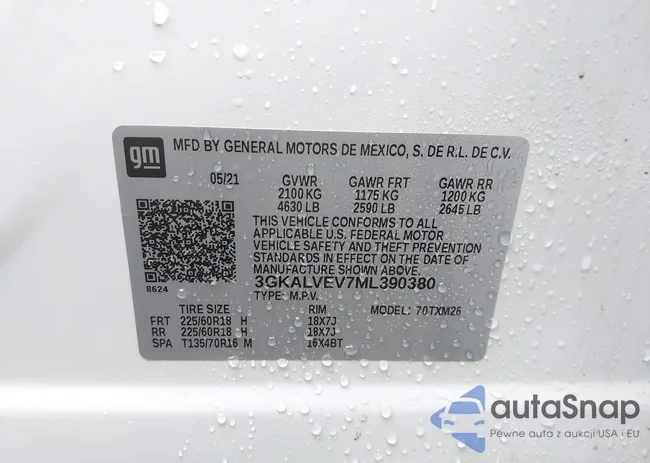 gm
MFD BY GENERAL MOTORS DE MEXICO, S. DE R.L. DE C.V.
05/21 GVWR GAWR FRT GAWR RR
2100 KG 1175 KG 1200 KG
4630 LB 2590 LB 2645 LB
THIS VEHICLE CONFORMS TO ALL
APPLICABLE U.S. FEDERAL MOTOR
VEHICLE SAFETY AND THEFT PREVENTION
STANDARDS IN EFFECT ON THE DATE OF
MANUFACTURE SHOWN ABOVE.
8624
3GKALVEV7ML390380
TYPE: M.P.V. MODEL: 70TXM26
TIRE SIZE RIM
FRT 225/60R18 H 18X7J
RR 225/60R18 H 18X7J
SPA T135/70R16 M 16X4BT
autoSnap
Pewne auta z aukcji USA i EU